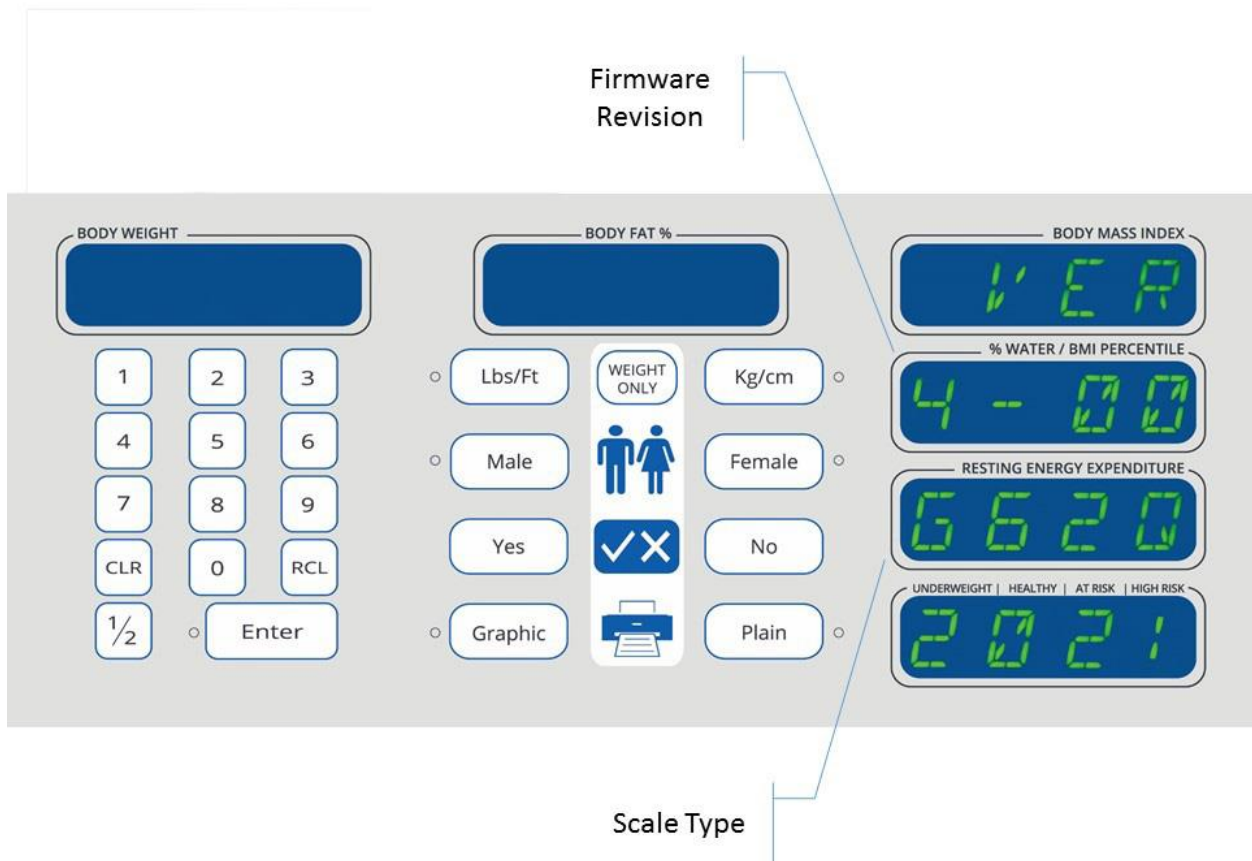 Firmware
Revision
BODY WEIGHT
BODY FAT %
BODY MASS INDEX
VER
1
2
3
Lbs/Ft
WEIGHT
ONLY
Kg/cm
% WATER / BMI PERCENTILE
4-00
4
5
6
Male
Female
RESTING ENERGY EXPENDITURE
G62Q
7
8
9
Yes
No
CLR
0
RCL
UNDERWEIGHT | HEALTHY | AT RISK | HIGH RISK
2021
1/2
Enter
Graphic
Plain
Scale Type